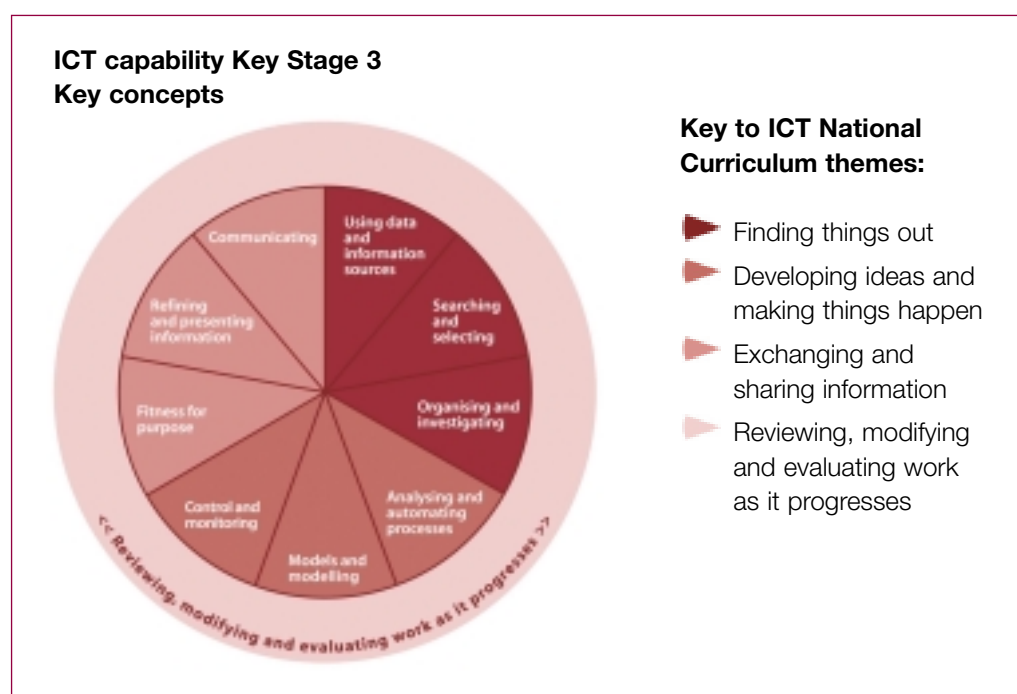 ICT capability Key Stage 3
Key concepts
Key to ICT National
Curriculum themes:
Finding things out
Developing ideas and
making things happen
Exchanging and
sharing information
Reviewing, modifying
and evaluating work
as it progresses
Using data
and
information
sources
Searching
and
selecting
Organising and
investigating
Analysing and
automating
processes
Models and
modelling
Control and
monitoring
Fitness for
purpose
Refining
and presenting
information
Communicating
<< Reviewing, modifying and evaluating work as it progresses >>